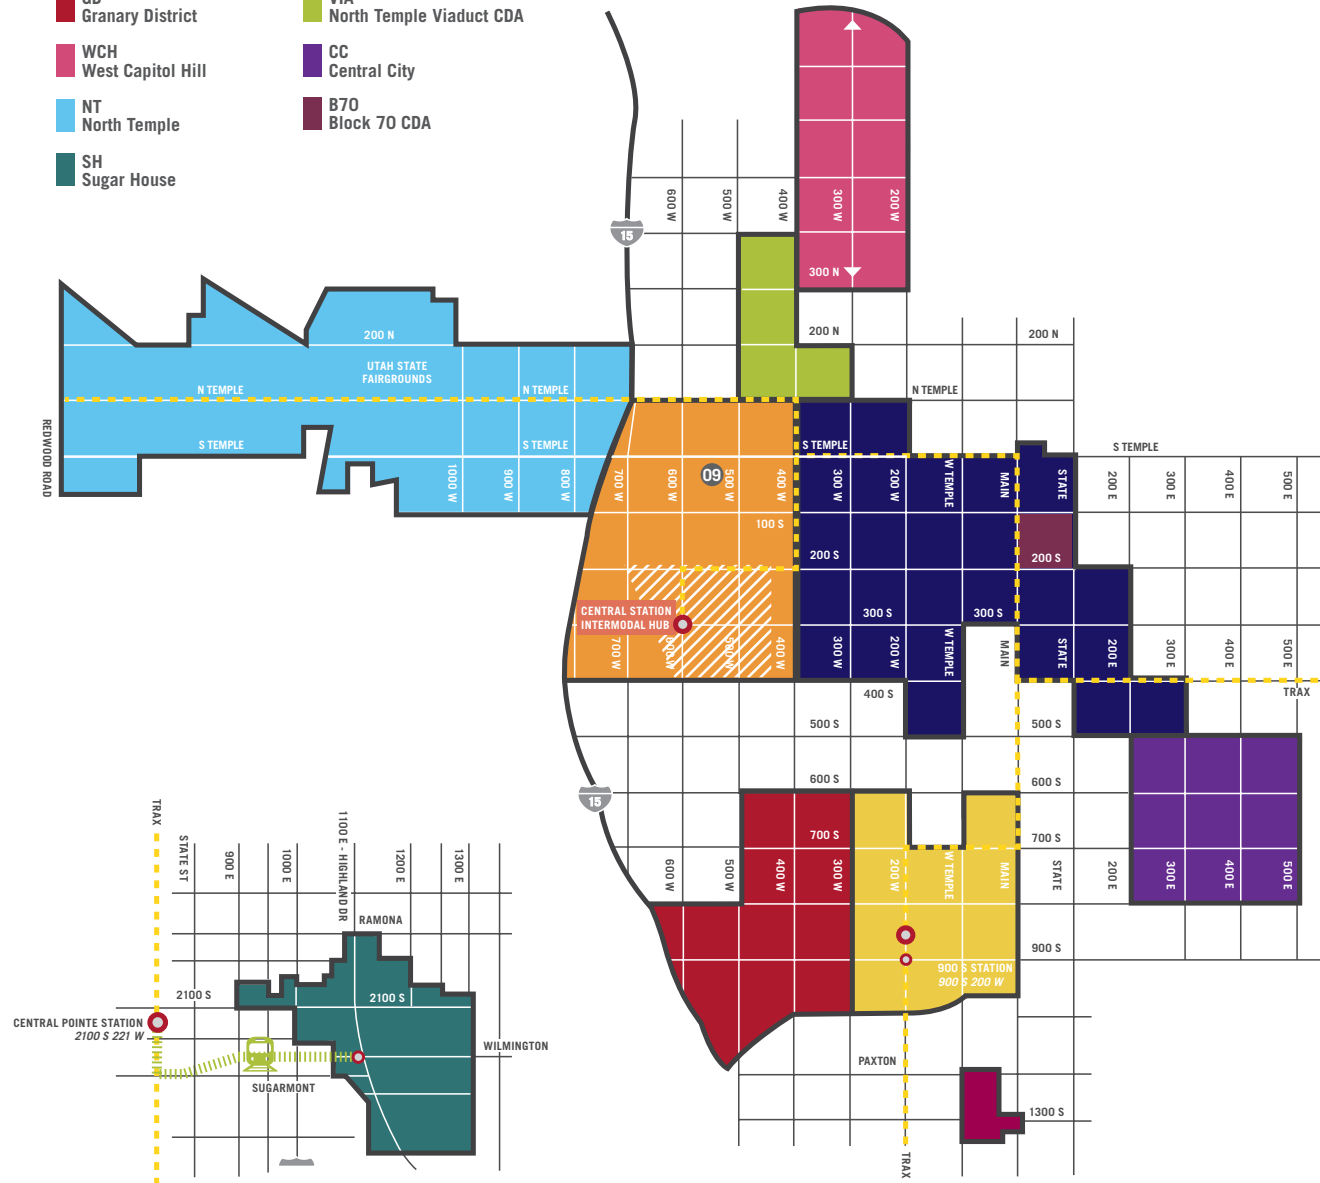 Granary District
North Temple Viaduct CDA
WCH
West Capitol Hill
CC
Central City
NT
North Temple
B70
Block 70 CDA
SH
Sugar House
600 W
500 W
400 W
300 W
200 W
15
300 N
200 N
200 N
200 N
UTAH STATE
FAIRGROUNDS
N TEMPLE
N TEMPLE
N TEMPLE
REDWOOD ROAD
S TEMPLE
S TEMPLE
S TEMPLE
S TEMPLE
1000 W
900 W
800 W
700 W
600 W
09
500 W
400 W
300 W
200 W
W TEMPLE
MAIN
STATE
200 E
300 E
400 E
500 E
100 S
200 S
200 S
CENTRAL STATION
INTERMODAL HUB
300 S
300 S
700 W
600 W
500 W
400 W
300 W
200 W
W TEMPLE
MAIN
STATE
200 E
300 E
400 E
500 E
400 S
TRAX
500 S
500 S
600 S
600 S
15
700 S
700 S
600 W
500 W
400 W
300 W
200 W
W TEMPLE
MAIN
STATE
200 E
300 E
400 E
500 E
900 S
900 S STATION
900 S 200 W
PAXTON
1300 S
TRAX
TRAX
STATE ST
900 E
1000 E
1100 E - HIGHLAND DR
1200 E
1300 E
RAMONA
2100 S
2100 S
CENTRAL POINTE STATION
2100 S 221 W
WILMINGTON
SUGARMONT